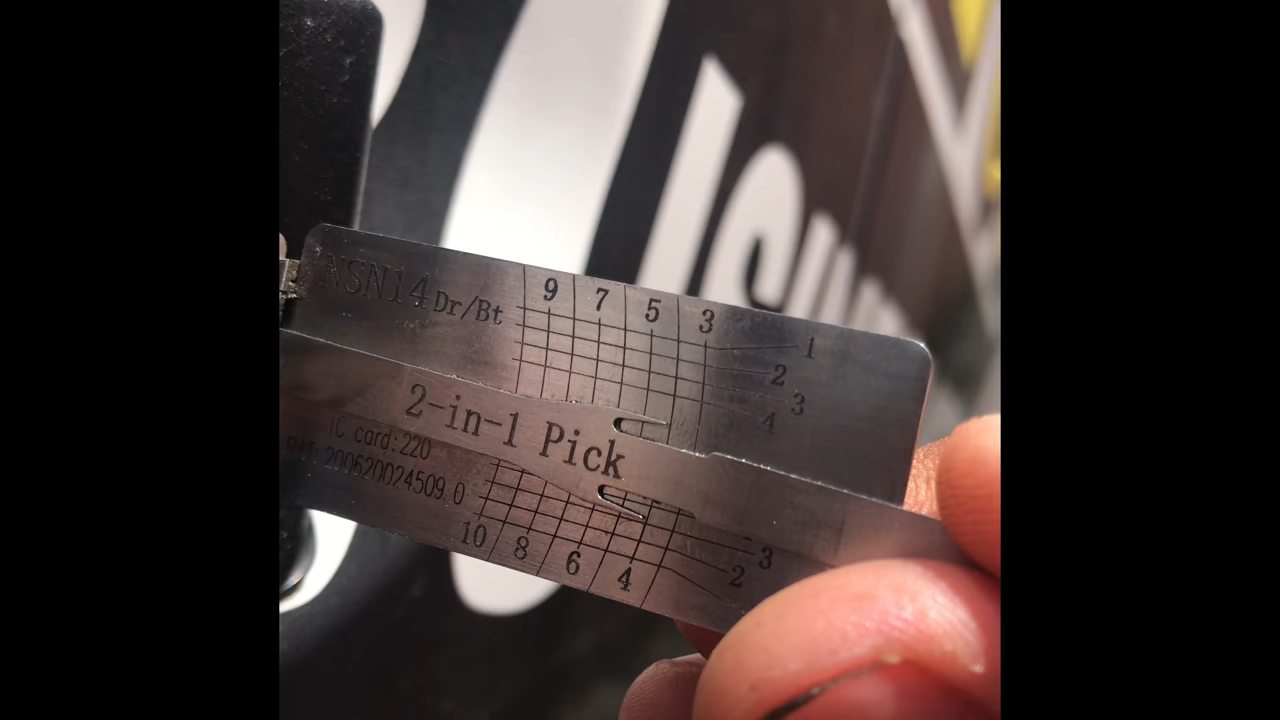 NSN14 Dr/Bt
9 7 5 3
1
2
3
4
2-in-1 Pick
IC card:220
PAT:200620024509.0
10 8 6 4
3
2